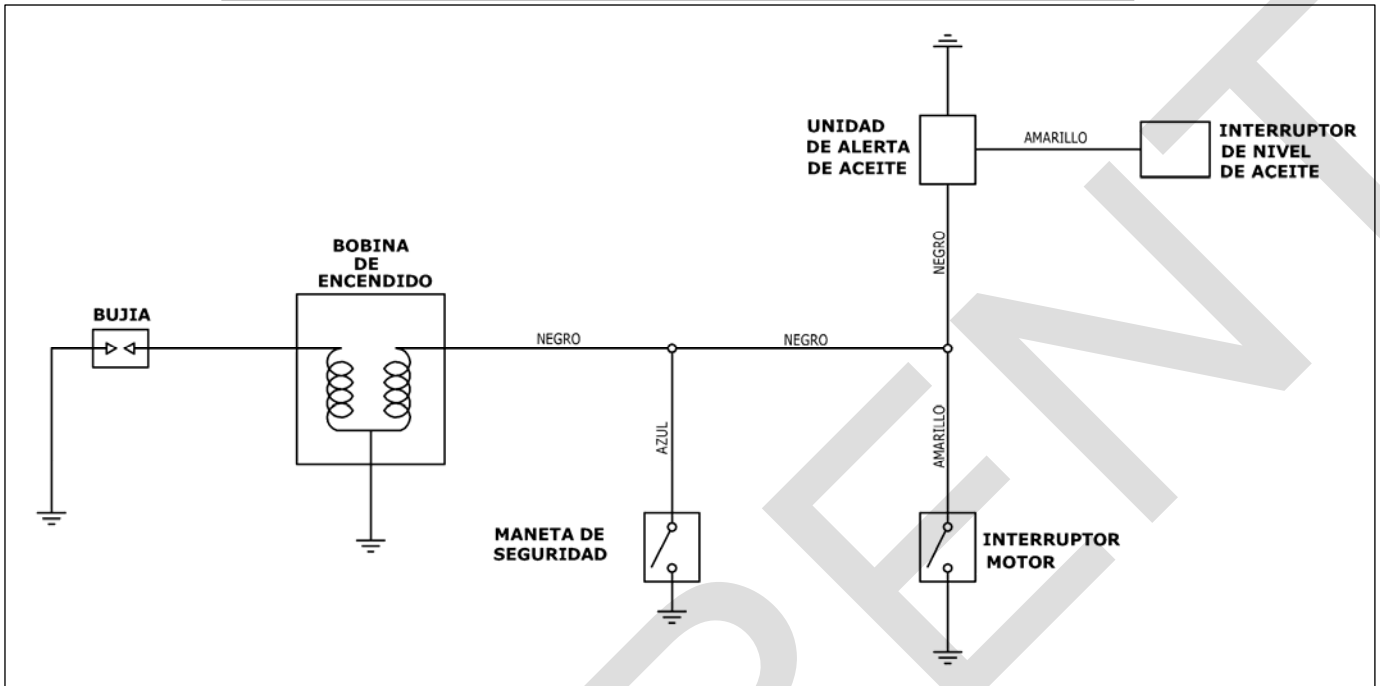 UNIDAD
DE ALERTA
DE ACEITE
AMARILLO
INTERRUPTOR
DE NIVEL
DE ACEITE
NEGRO
BOBINA
DE
ENCENDIDO
BUJIA
NEGRO
NEGRO
AZUL
AMARILLO
MANETA DE
SEGURIDAD
INTERRUPTOR
MOTOR